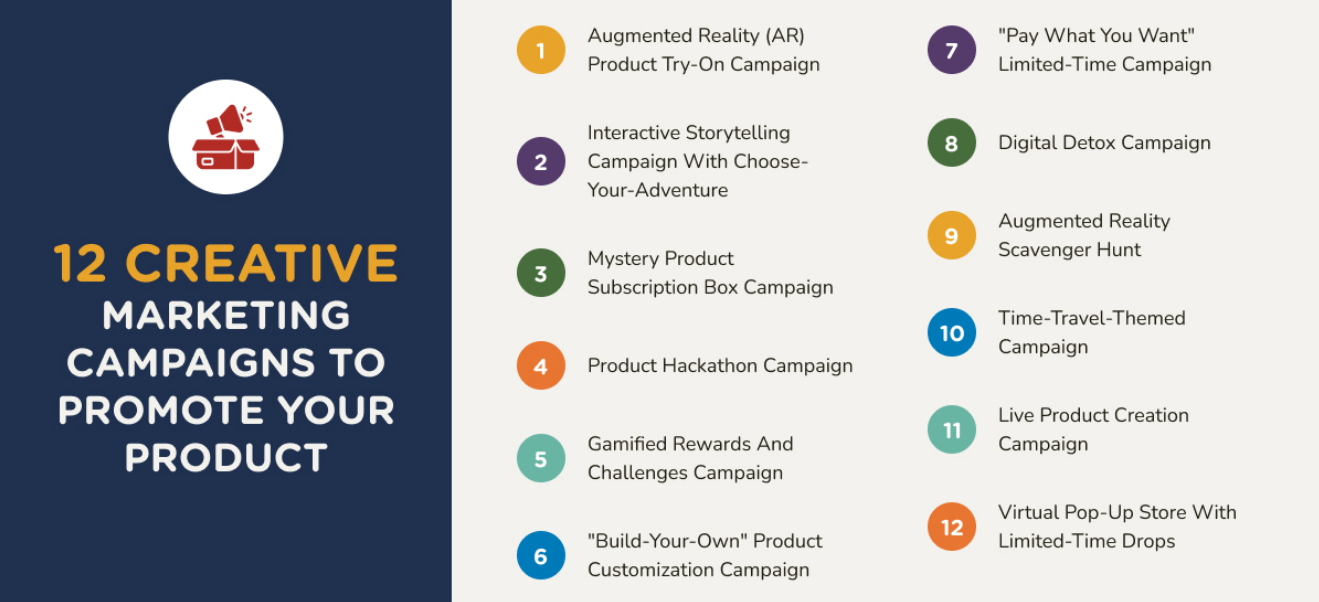 12 CREATIVE
MARKETING
CAMPAIGNS TO
PROMOTE YOUR
PRODUCT
1
Augmented Reality (AR)
Product Try-On Campaign
2
Interactive Storytelling
Campaign With Choose-
Your-Adventure
3
Mystery Product
Subscription Box Campaign
4
Product Hackathon Campaign
5
Gamified Rewards And
Challenges Campaign
6
"Build-Your-Own" Product
Customization Campaign
7
"Pay What You Want"
Limited-Time Campaign
8
Digital Detox Campaign
9
Augmented Reality
Scavenger Hunt
10
Time-Travel-Themed
Campaign
11
Live Product Creation
Campaign
12
Virtual Pop-Up Store With
Limited-Time Drops